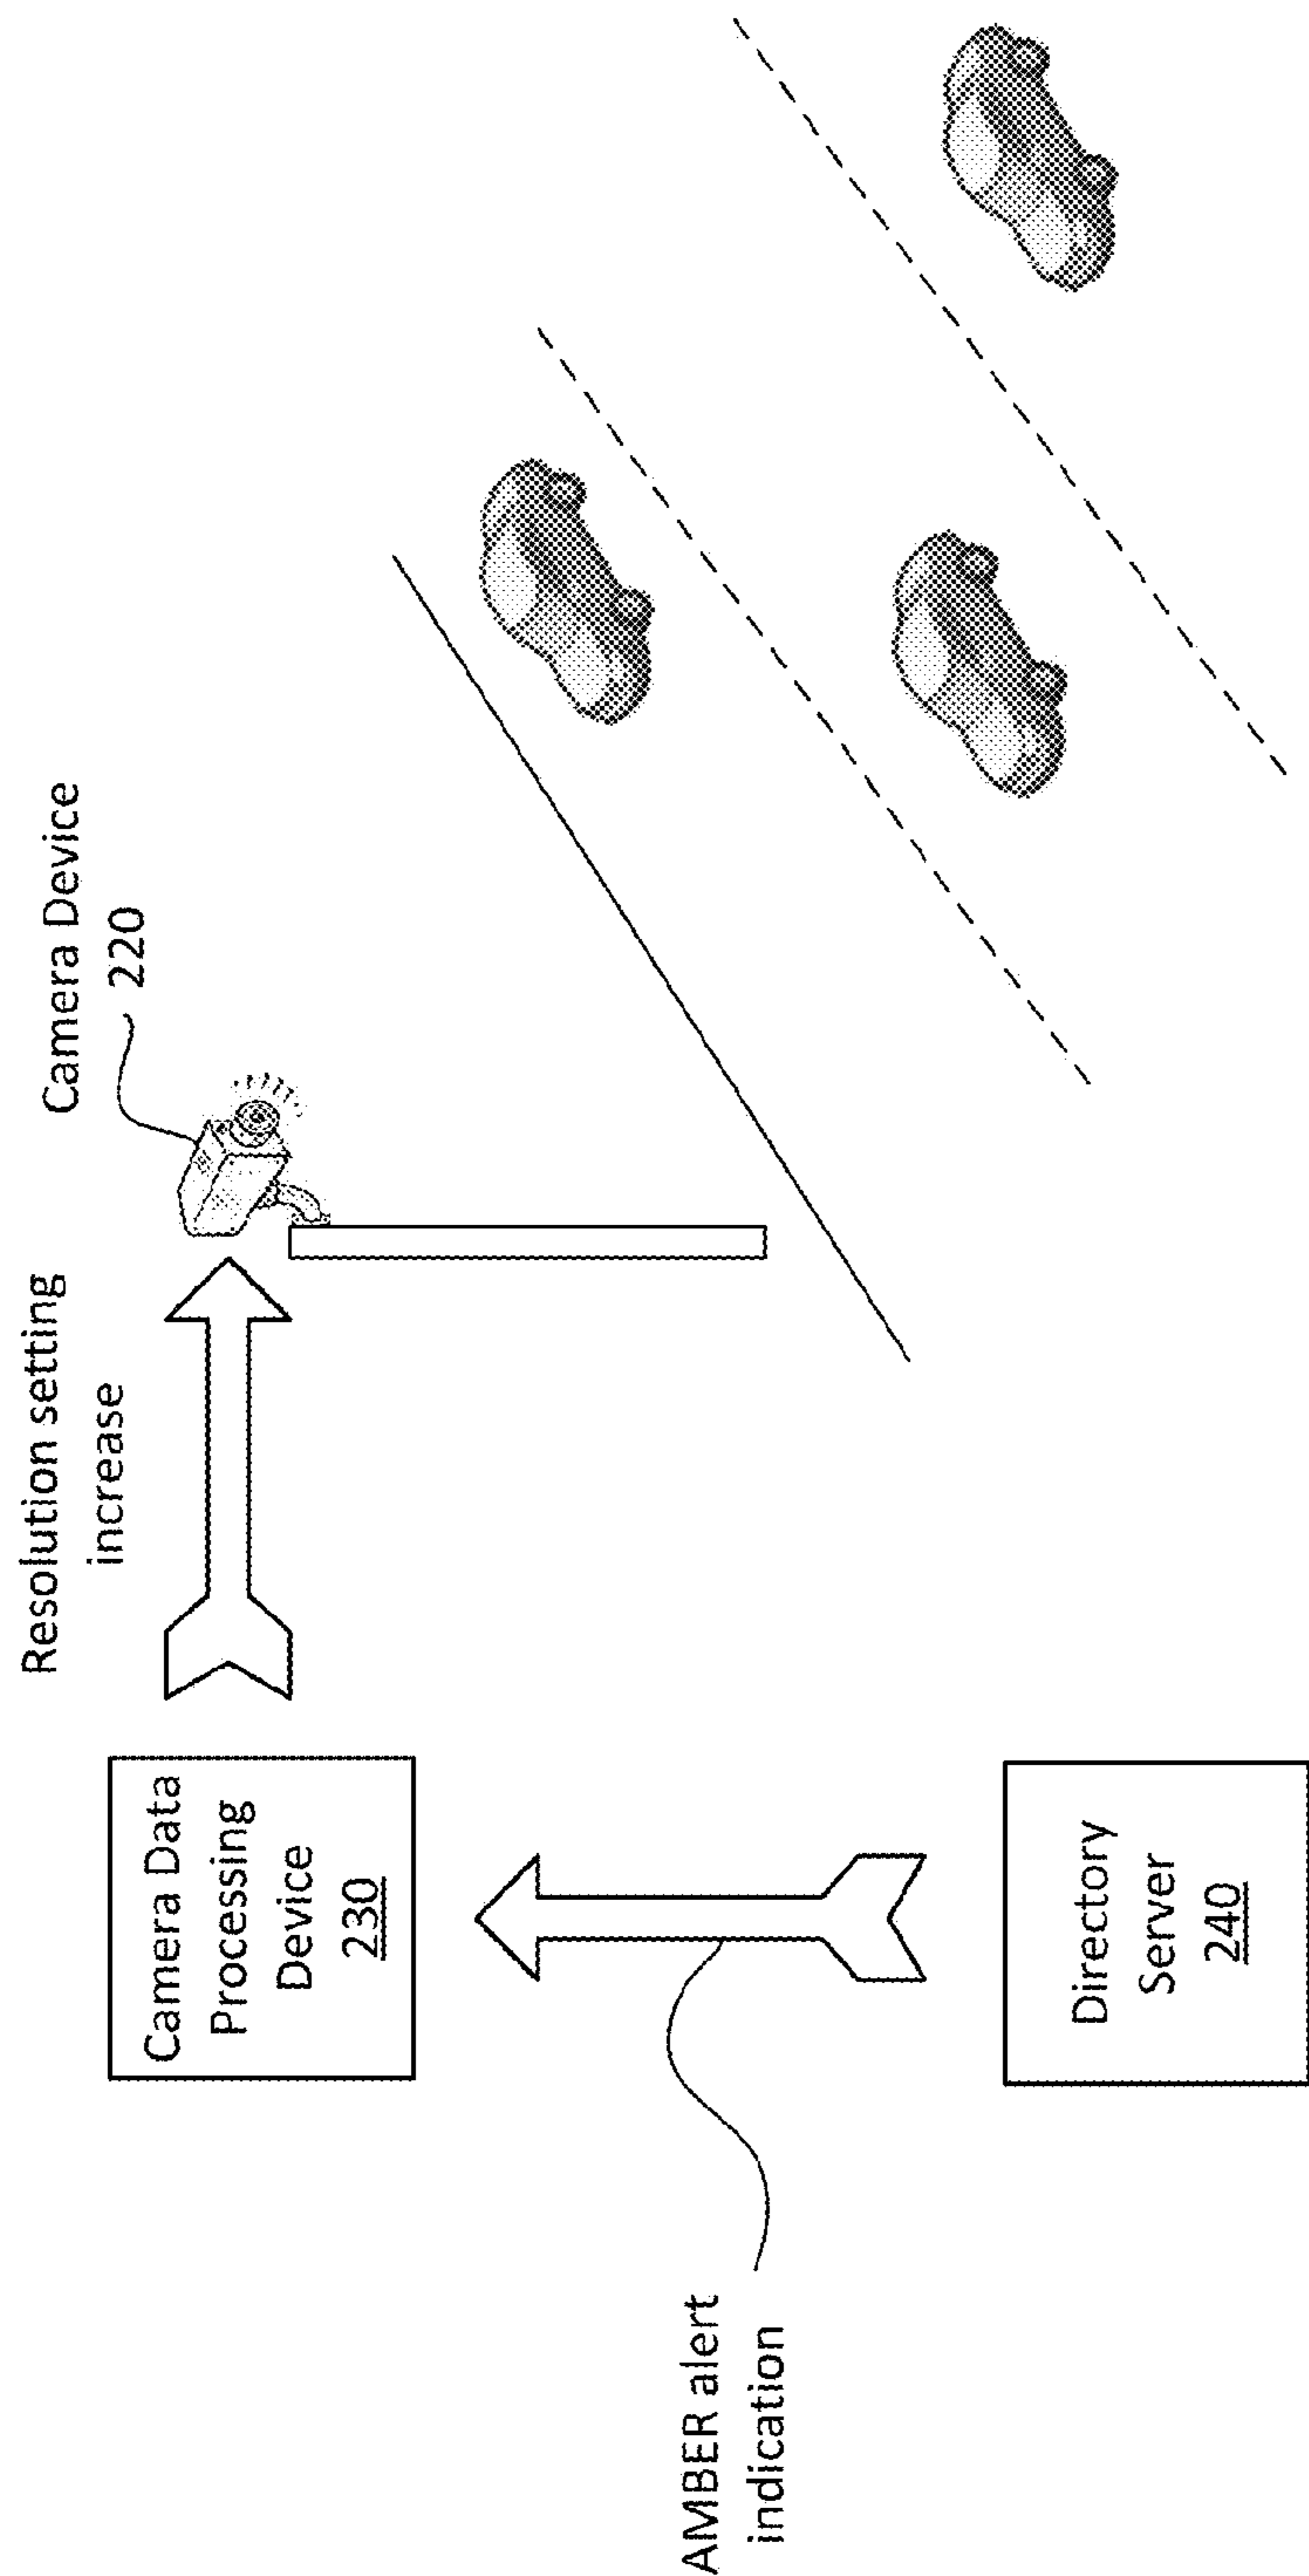 Camera Data
Processing
Device
230
Resolution setting
increase
Camera Device
220
AMBER alert
indication
Directory
Server
240